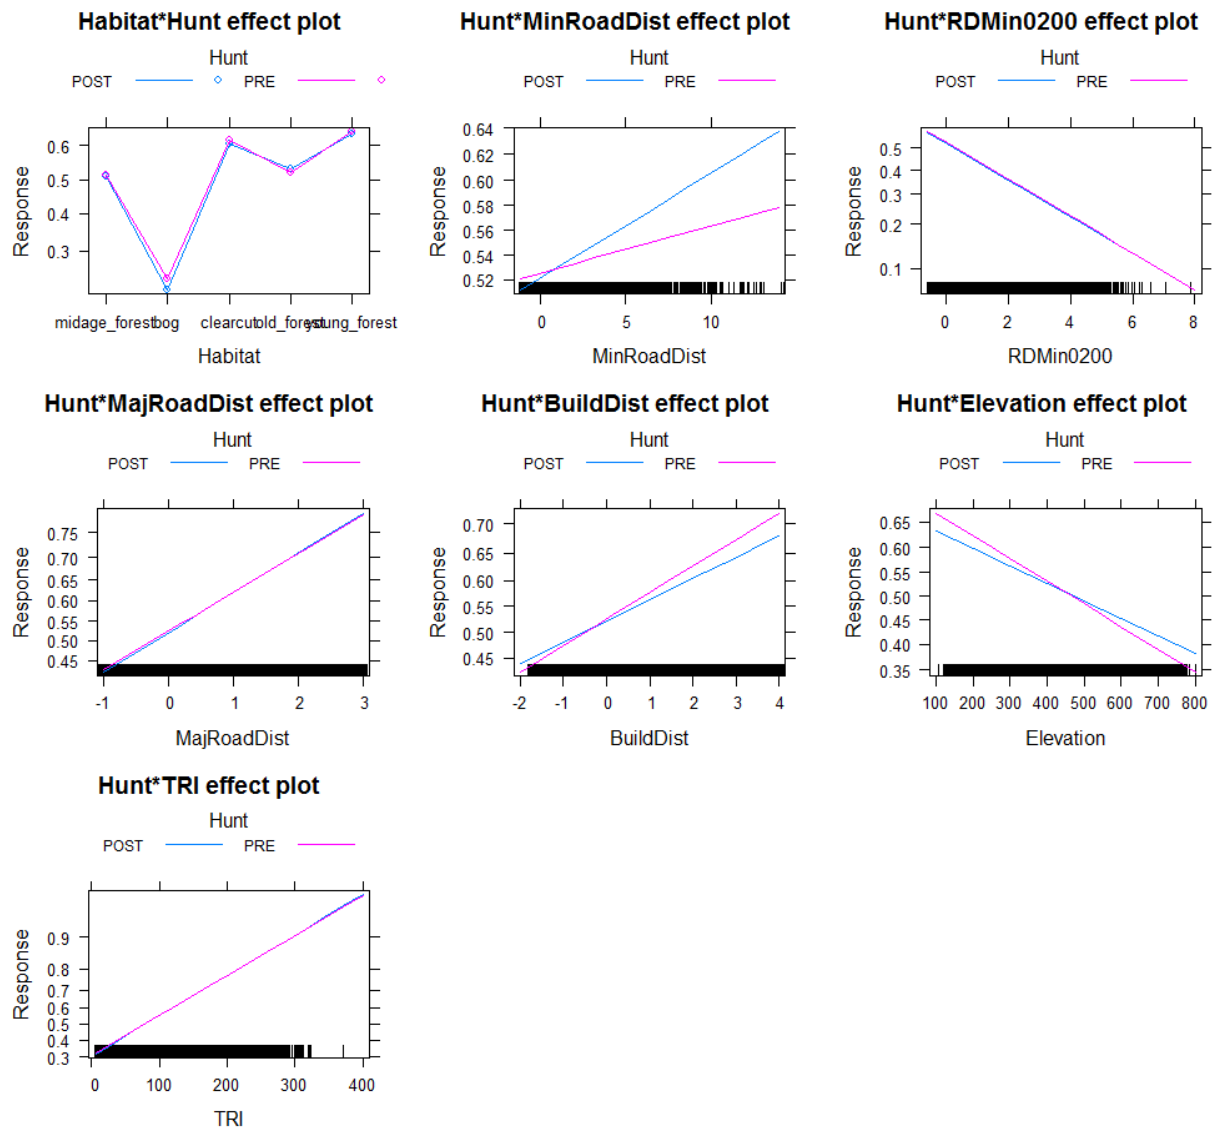 Habitat*Hunt effect plot
Hunt
POST PRE
Response
0.6
0.5
0.4
0.3
midage_forest bog clearcut old_forest young_forest
Habitat
Hunt*MinRoadDist effect plot
Hunt
POST PRE
Response
0.64
0.62
0.60
0.58
0.56
0.54
0.52
0 5 10
MinRoadDist
Hunt*RDMin0200 effect plot
Hunt
POST PRE
Response
0.5
0.4
0.3
0.2
0.1
0 2 4 6 8
RDMin0200
Hunt*MajRoadDist effect plot
Hunt
POST PRE
Response
0.75
0.70
0.65
0.60
0.55
0.50
0.45
-1 0 1 2 3
MajRoadDist
Hunt*BuildDist effect plot
Hunt
POST PRE
Response
0.70
0.65
0.60
0.55
0.50
0.45
-2 -1 0 1 2 3 4
BuildDist
Hunt*Elevation effect plot
Hunt
POST PRE
Response
0.65
0.60
0.55
0.50
0.45
0.40
0.35
100 200 300 400 500 600 700 800
Elevation
Hunt*TRI effect plot
Hunt
POST PRE
Response
0.9
0.8
0.7
0.6
0.5
0.4
0.3
0 100 200 300 400
TRI